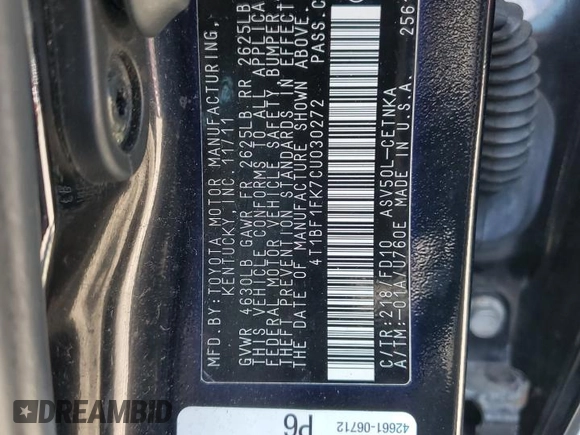 MFD. BY: TOYOTA MOTOR MANUFACTURING,
KENTUCKY, INC. 11/11
GVWR 4630LB GAWR FR 2625LB RR 2625LB
THIS VEHICLE CONFORMS TO ALL APPLICA
FEDERAL MOTOR VEHICLE SAFETY BUMPER
THEFT PREVENTION STANDARDS IN EFFECT
THE DATE OF MANUFACTURE SHOWN ABOVE.
4T1BF1FK7CU030272 PASS.C
C/TR:218/FD10 ASV50L-CETNKA 256
A/TM:-01A/U760E MADE IN U.S.A.
42661-06712
P6
DREAMBID